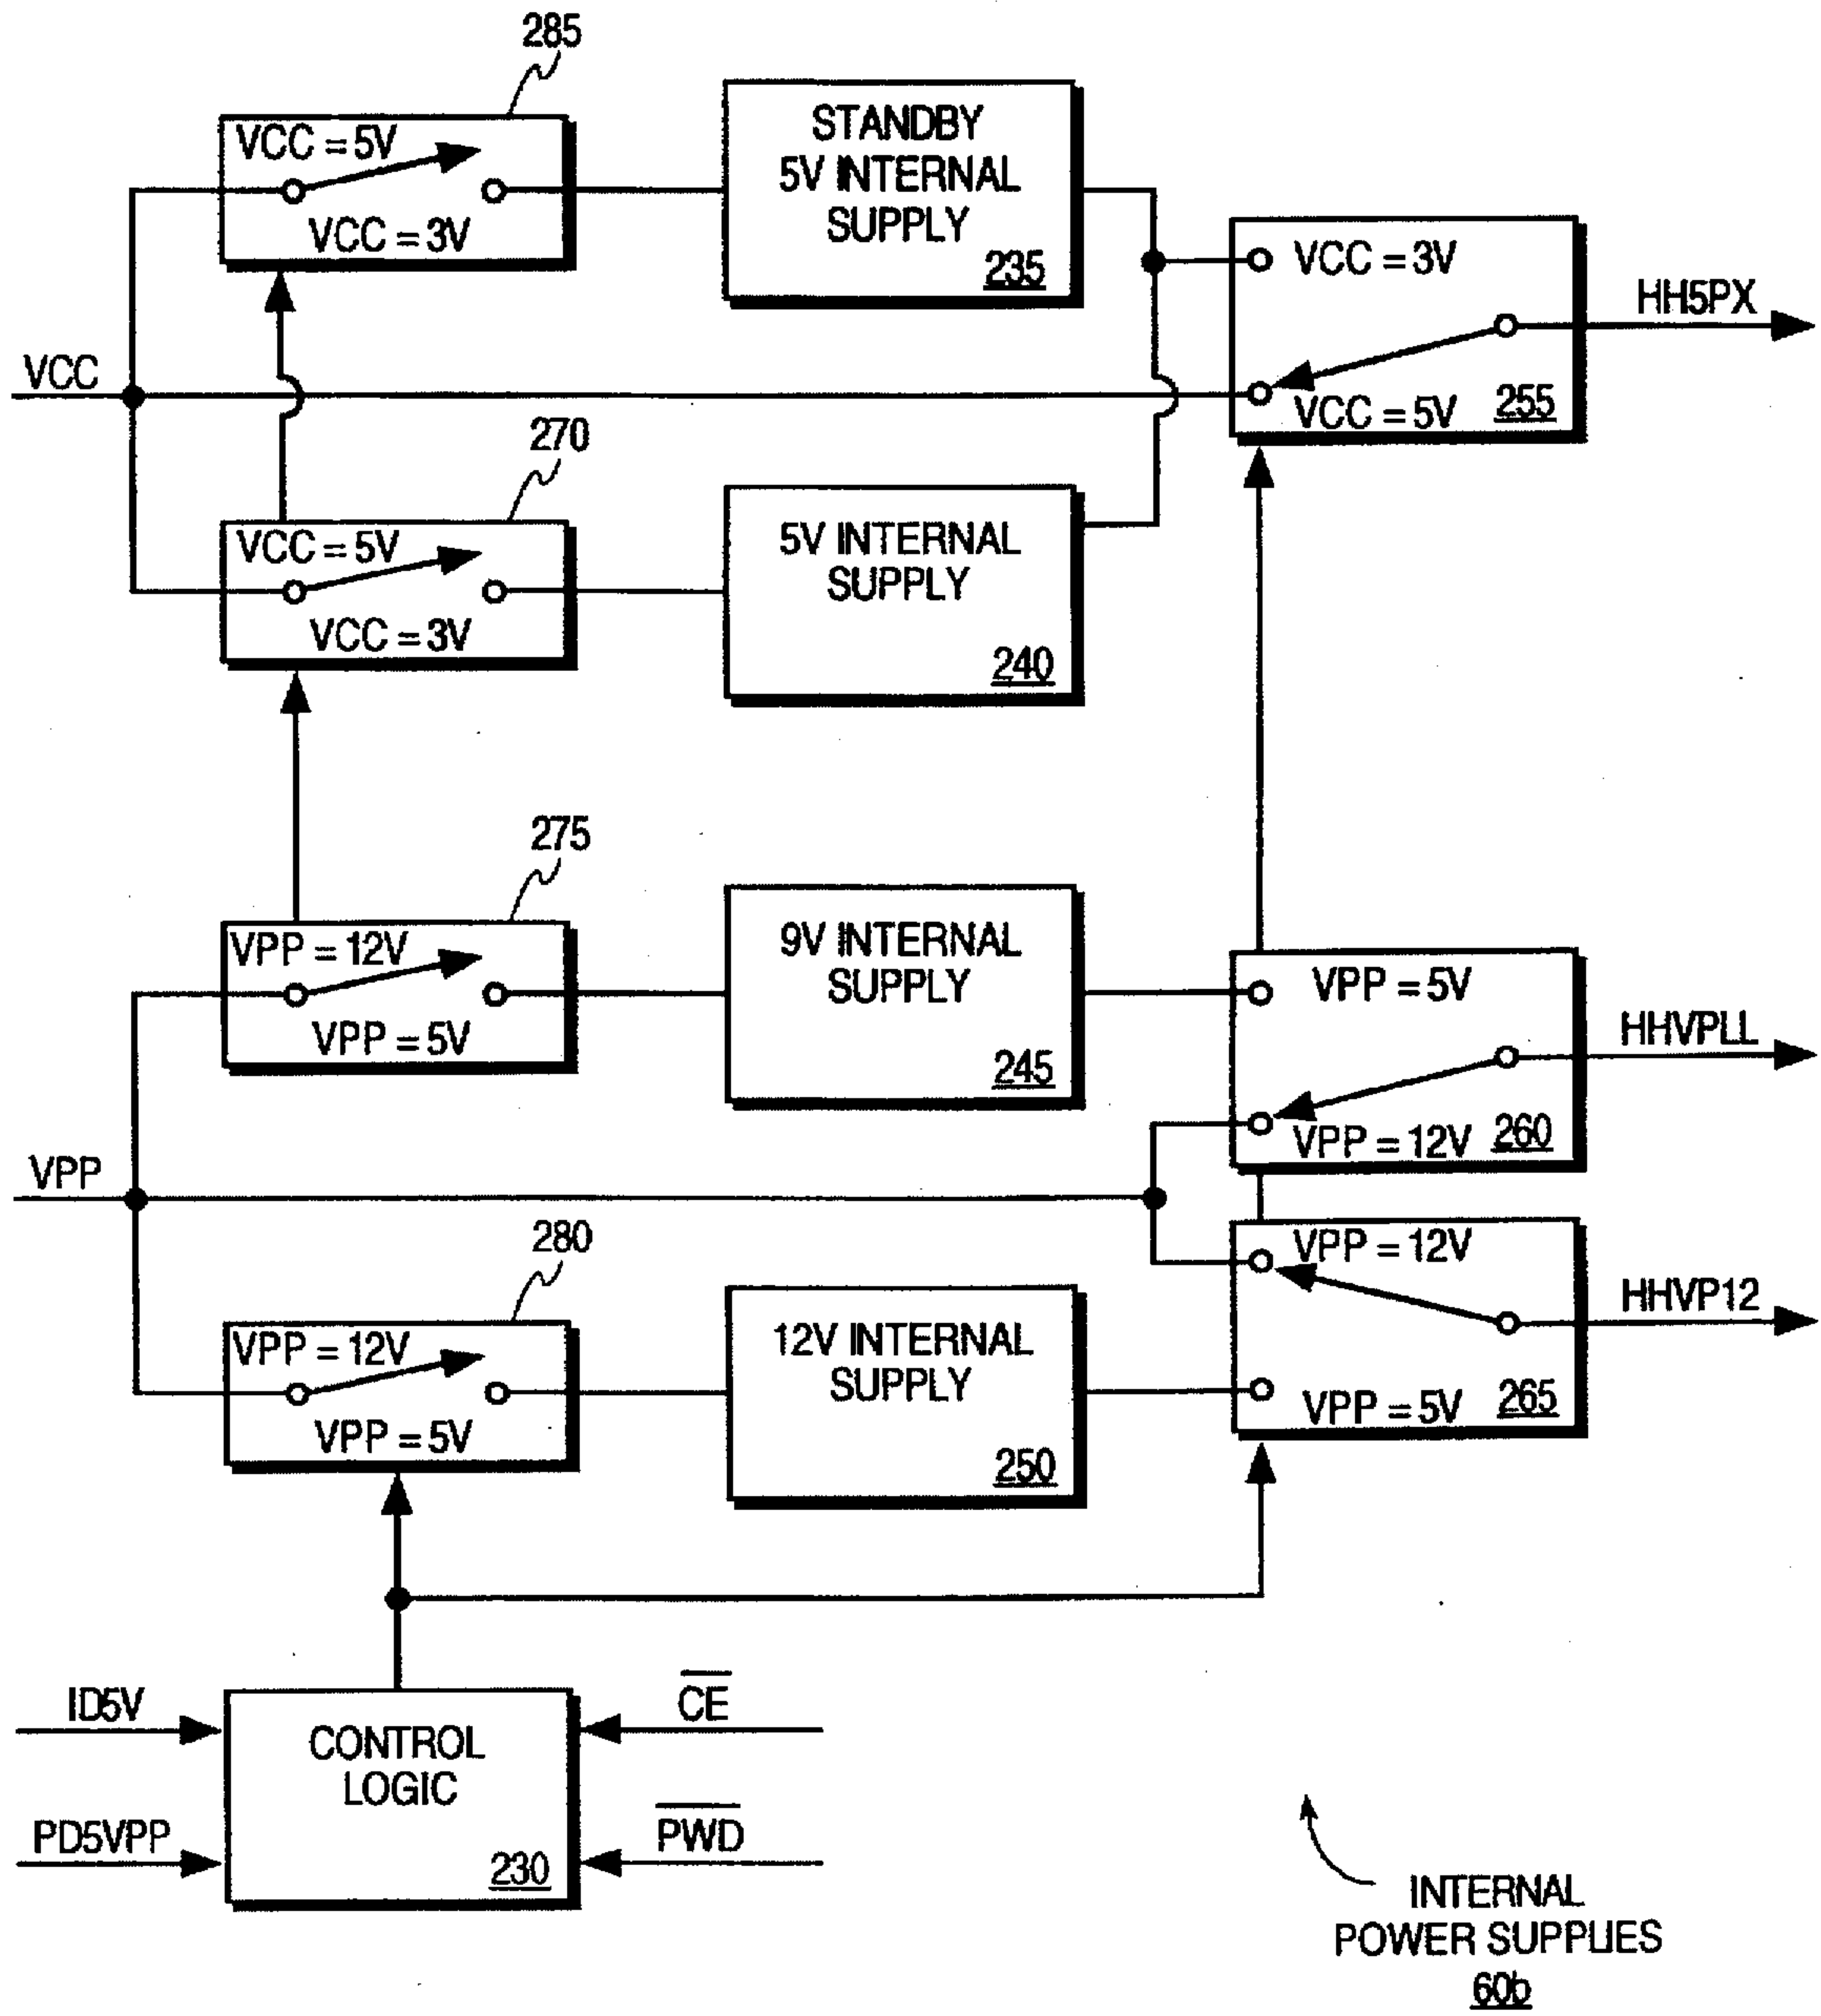 285
VCC = 5V
VCC = 3V
STANDBY
5V INTERNAL
SUPPLY
235
VCC = 3V
HH5PX
VCC
VCC = 5V
255
270
VCC = 5V
VCC = 3V
5V INTERNAL
SUPPLY
240
275
VPP = 12V
VPP = 5V
9V INTERNAL
SUPPLY
245
VPP = 5V
HHVPLL
VPP = 12V
260
VPP
280
VPP = 12V
VPP = 5V
12V INTERNAL
SUPPLY
250
VPP = 12V
HHVP12
VPP = 5V
265
ID5V
PD5VPP
CONTROL
LOGIC
230
CE
PWD
INTERNAL
POWER SUPPLIES
60b